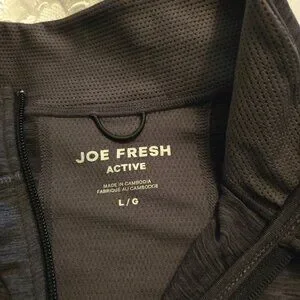 JOE FRESH
ACTIVE
MADE IN CAMBODIA
FABRIQUÉ AU CAMBODGE
L / G